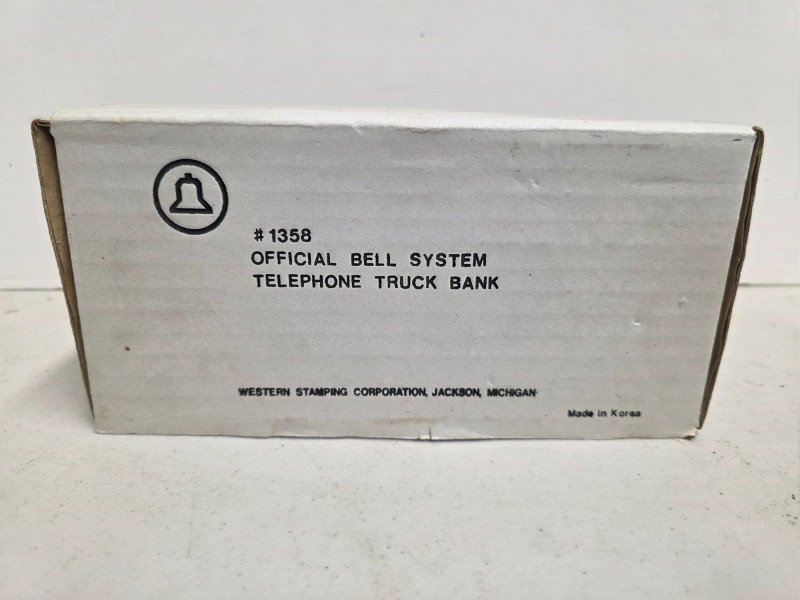 #1358
OFFICIAL BELL SYSTEM
TELEPHONE TRUCK BANK
WESTERN STAMPING CORPORATION, JACKSON, MICHIGAN
Made in Korea